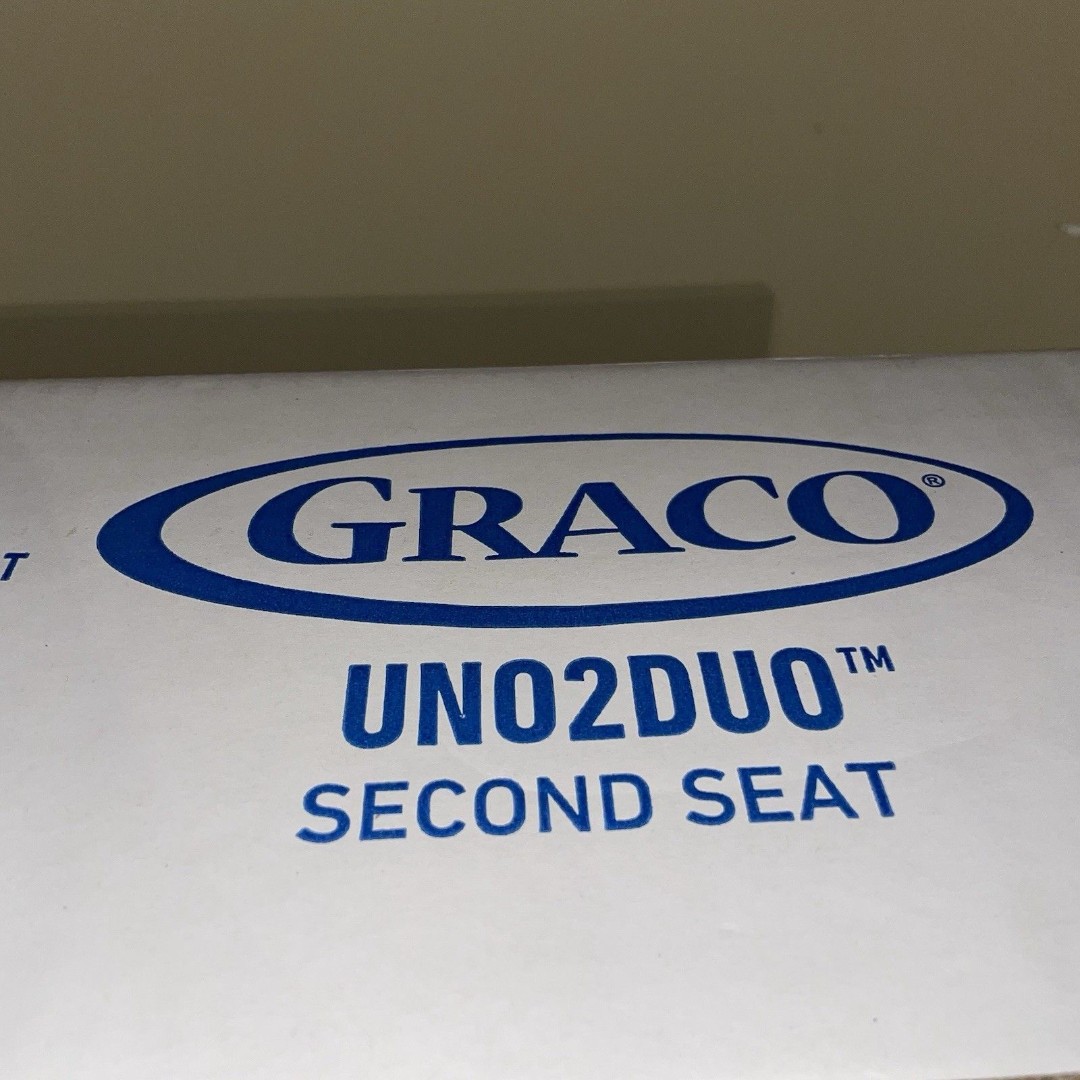 GRACO®
T
UNO2DUO™
SECOND SEAT